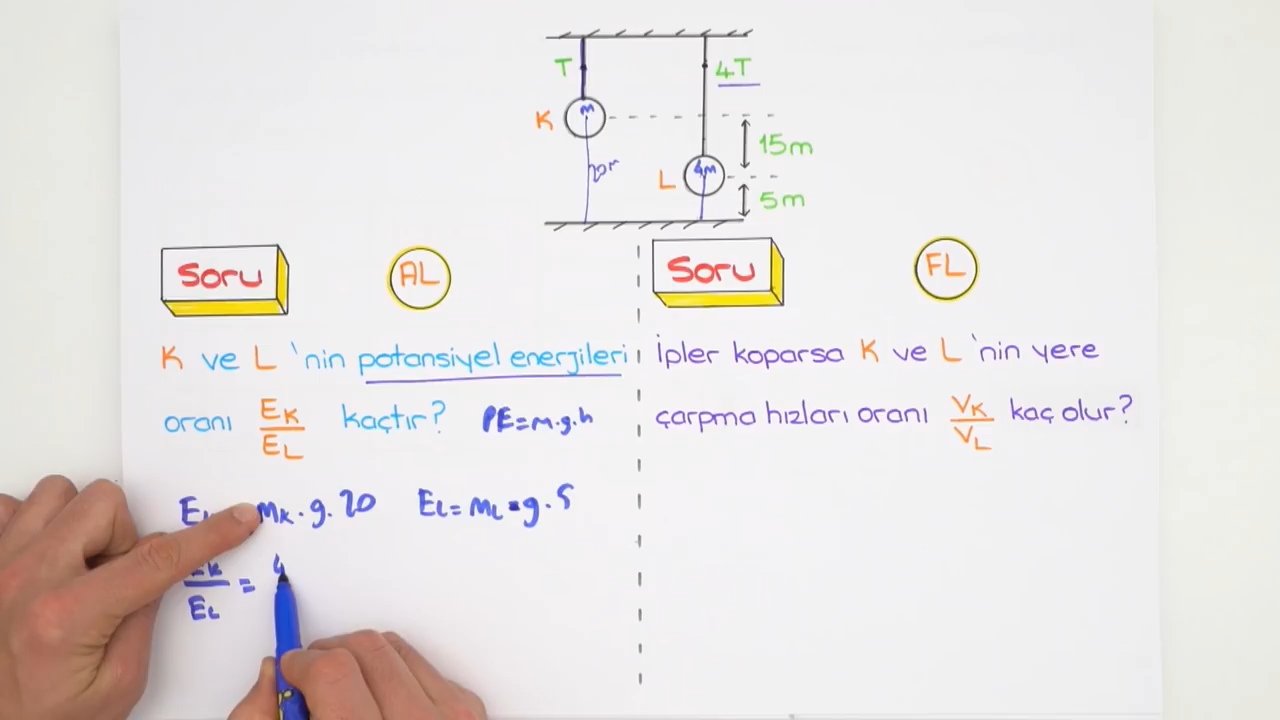 T
4T
m
K
15m
20m
4m
L
5m
Soru AL
K ve L 'nin potansiyel enerjileri
oranı EK/EL kaçtır? PE=m.g.h
mK.g.20 EL=mL.g.5
EK/EL =
Soru FL
İpler koparsa K ve L 'nin yere
çarpma hızları oranı VK/VL kaç olur?